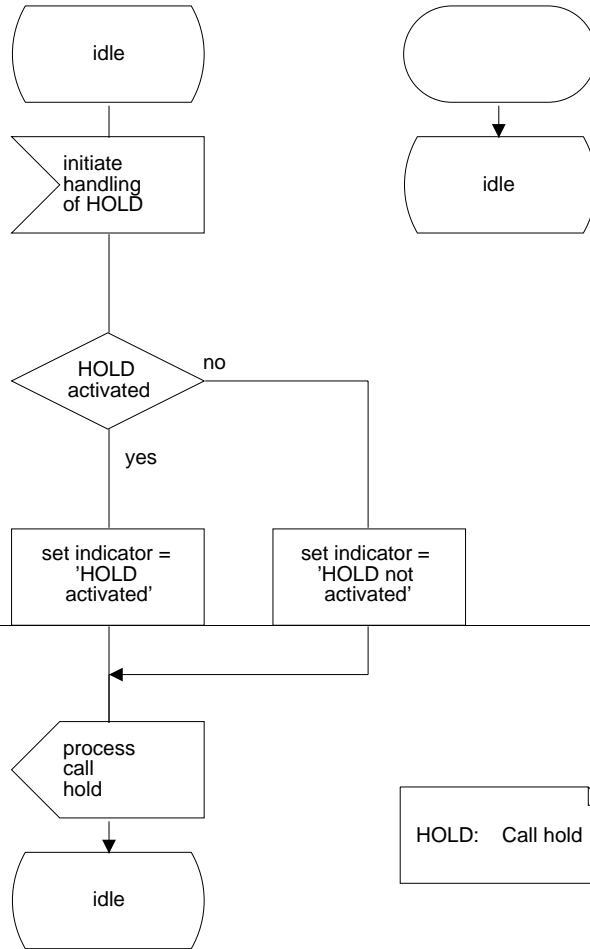 idle
initiate
handling
of HOLD
idle
HOLD
activated
no
yes
set indicator =
'HOLD
activated'
set indicator =
'HOLD not
activated'
process
call
hold
HOLD: Call hold
idle